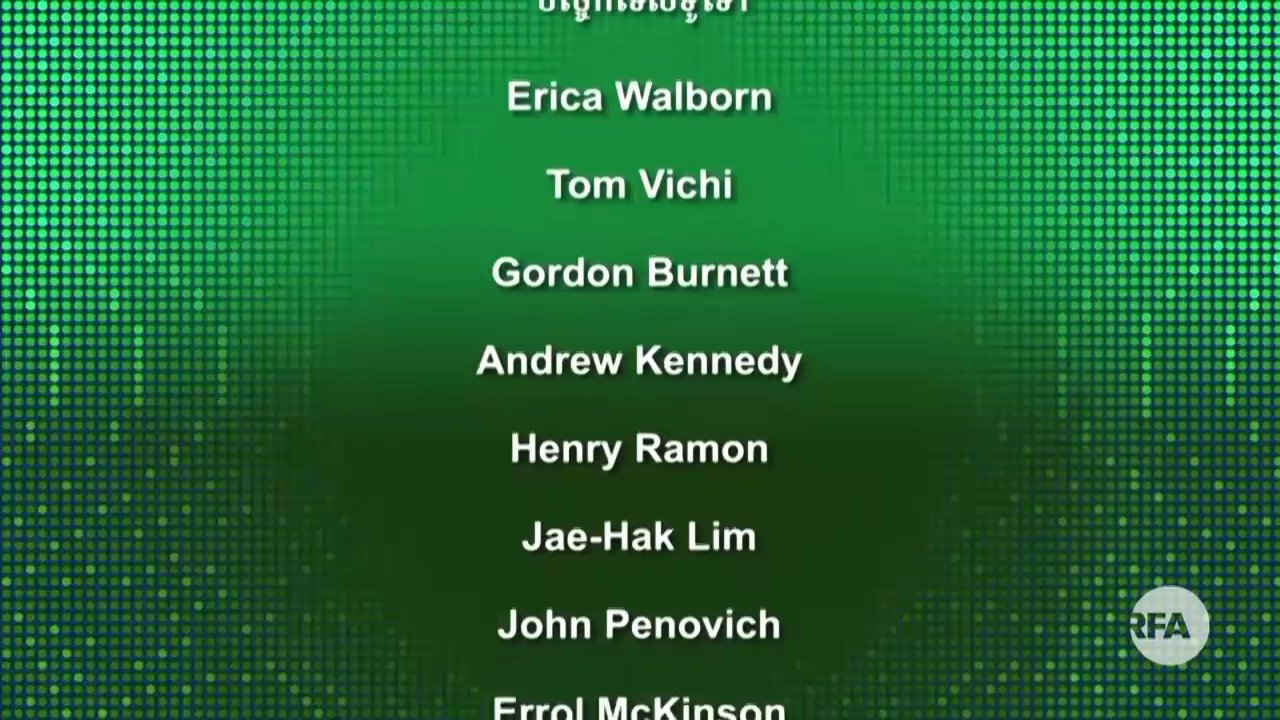 Erica Walborn
Tom Vichi
Gordon Burnett
Andrew Kennedy
Henry Ramon
Jae-Hak Lim
John Penovich
RFA
Errol McKinson